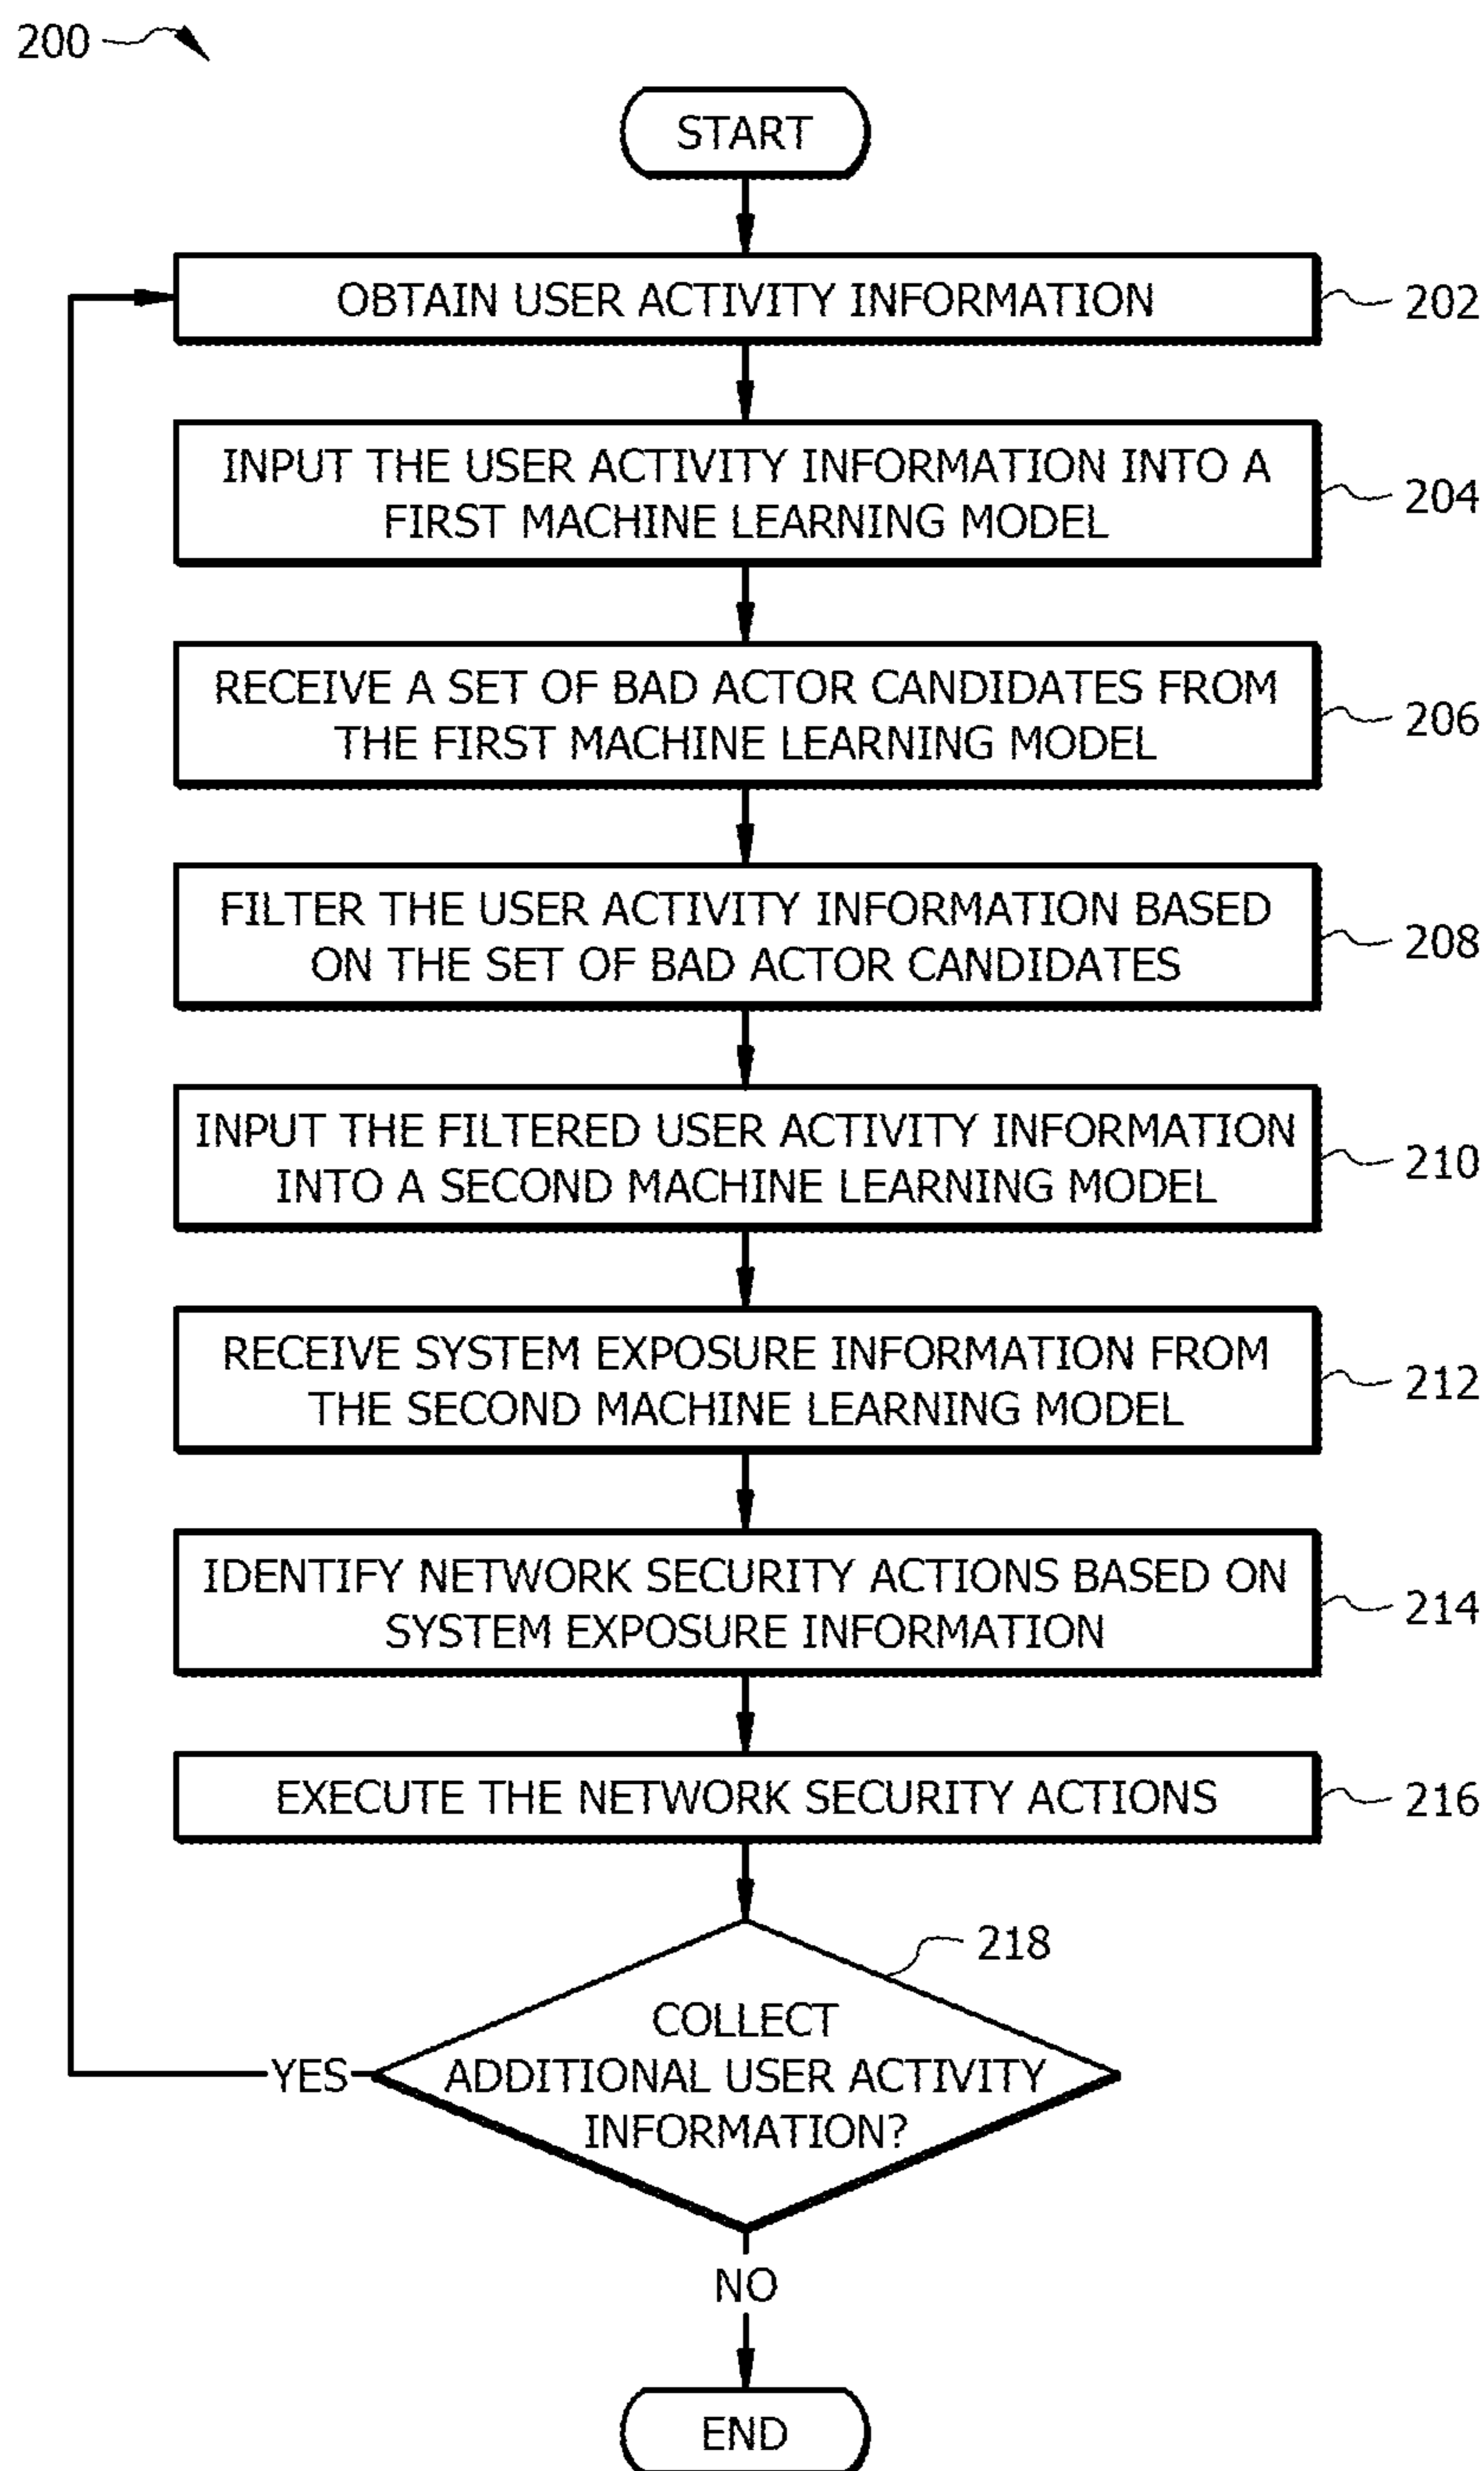 200
START
OBTAIN USER ACTIVITY INFORMATION
202
INPUT THE USER ACTIVITY INFORMATION INTO A
FIRST MACHINE LEARNING MODEL
204
RECEIVE A SET OF BAD ACTOR CANDIDATES FROM
THE FIRST MACHINE LEARNING MODEL
206
FILTER THE USER ACTIVITY INFORMATION BASED
ON THE SET OF BAD ACTOR CANDIDATES
208
INPUT THE FILTERED USER ACTIVITY INFORMATION
INTO A SECOND MACHINE LEARNING MODEL
210
RECEIVE SYSTEM EXPOSURE INFORMATION FROM
THE SECOND MACHINE LEARNING MODEL
212
IDENTIFY NETWORK SECURITY ACTIONS BASED ON
SYSTEM EXPOSURE INFORMATION
214
EXECUTE THE NETWORK SECURITY ACTIONS
216
218
COLLECT
ADDITIONAL USER ACTIVITY
INFORMATION?
YES
NO
END